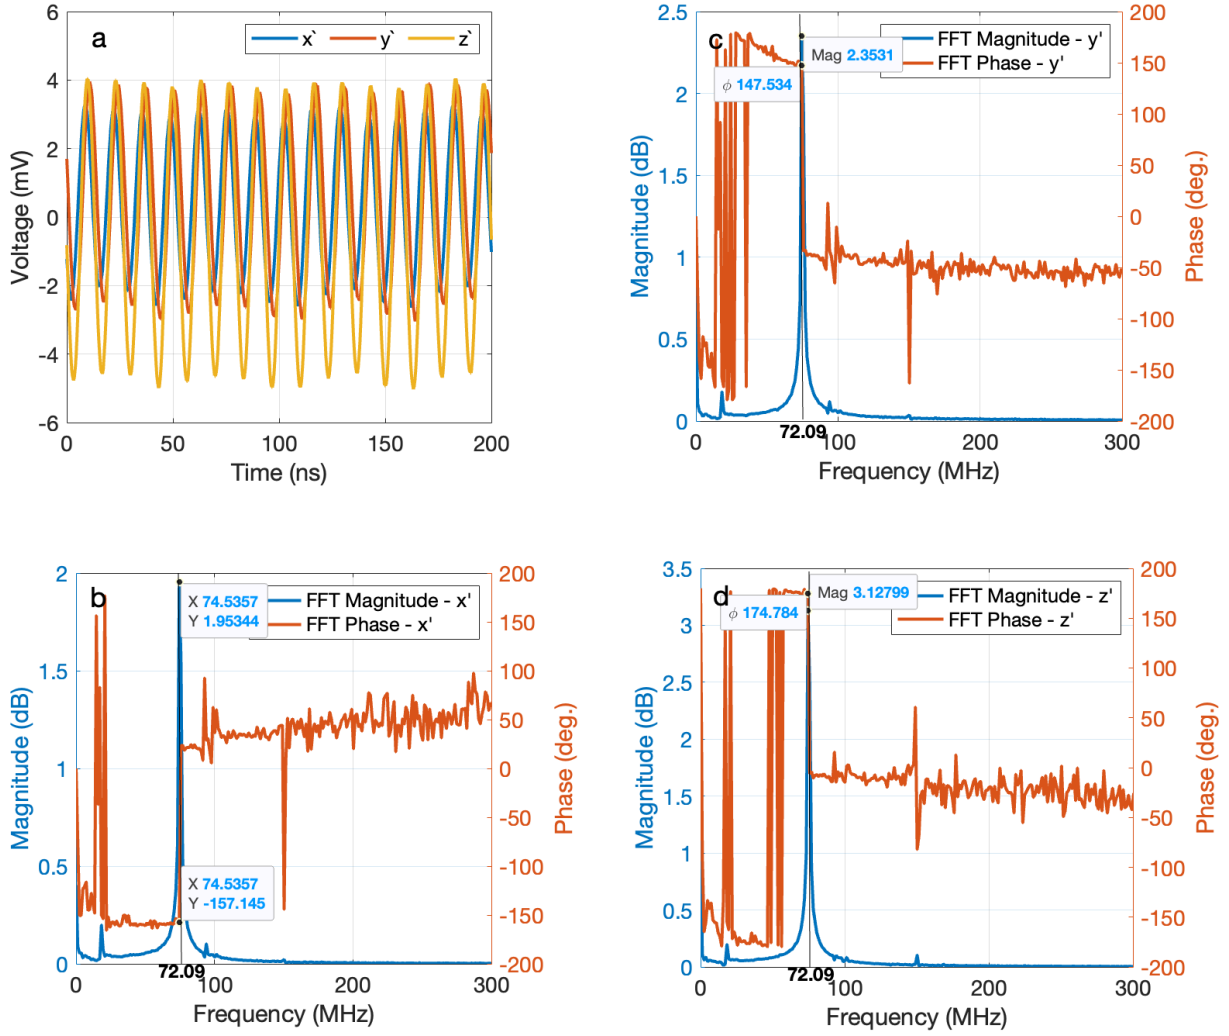 a
x` y` z`
6
4
2
0
-2
-4
-6
Voltage (mV)
0 50 100 150 200
Time (ns)
c
FFT Magnitude - y'
FFT Phase - y'
Mag 2.3531
ϕ 147.534
2.5
2
1.5
1
0.5
0
Magnitude (dB)
200
150
100
50
0
-50
-100
-150
-200
Phase (deg.)
72.09
0 100 200 300
Frequency (MHz)
b
FFT Magnitude - x'
FFT Phase - x'
X 74.5357
Y 1.95344
X 74.5357
Y -157.145
2
1.5
1
0.5
0
Magnitude (dB)
200
150
100
50
0
-50
-100
-150
-200
Phase (deg.)
72.09
0 100 200 300
Frequency (MHz)
d
FFT Magnitude - z'
FFT Phase - z'
Mag 3.12799
ϕ 174.784
3.5
3
2.5
2
1.5
1
0.5
0
Magnitude (dB)
200
150
100
50
0
-50
-100
-150
-200
Phase (deg.)
72.09
0 100 200 300
Frequency (MHz)